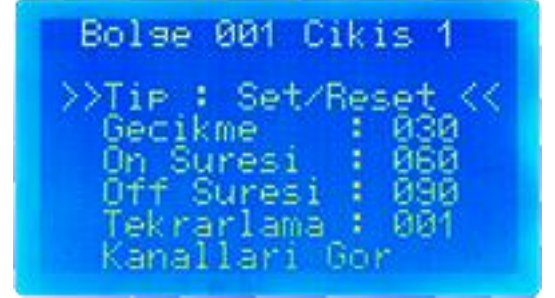 Bolge 001 Cikis 1
>>Tip : Set/Reset <<
Gecikme : 030
On Suresi : 060
Off Suresi : 090
Tekrarlama : 001
Kanallari Gor